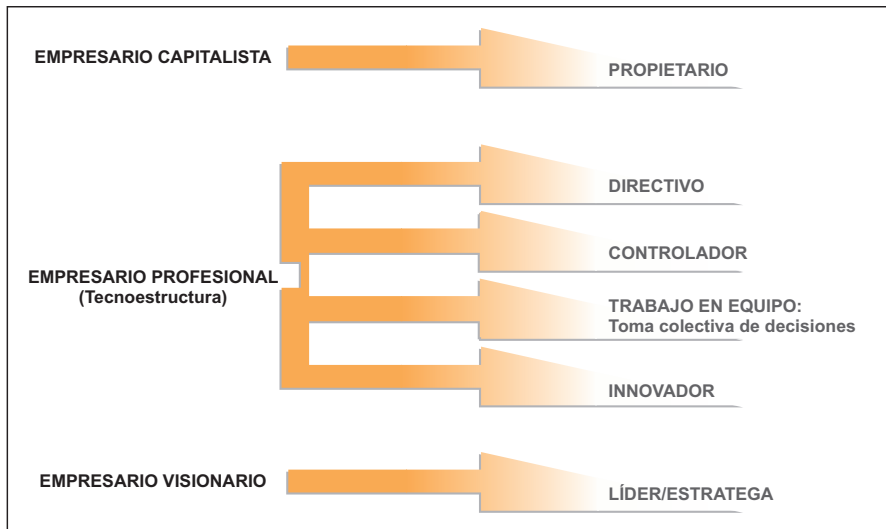 EMPRESARIO CAPITALISTA
PROPIETARIO
DIRECTIVO
CONTROLADOR
EMPRESARIO PROFESIONAL
(Tecnoestructura)
TRABAJO EN EQUIPO:
Toma colectiva de decisiones
INNOVADOR
EMPRESARIO VISIONARIO
LÍDER/ESTRATEGA